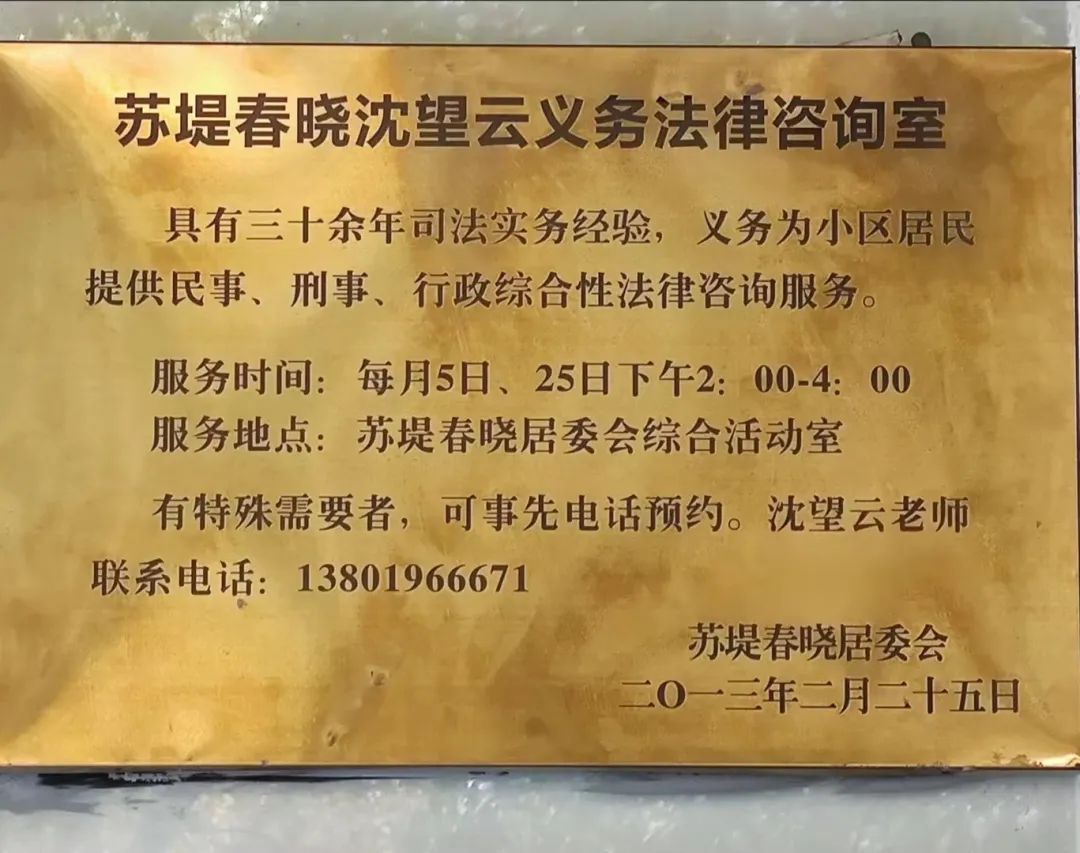 苏堤春晓沈望云义务法律咨询室
具有三十余年司法实务经验，义务为小区居民
提供民事、刑事、行政综合性法律咨询服务。
服务时间：每月5日、25日下午2：00-4：00
服务地点：苏堤春晓居委会综合活动室
有特殊需要者，可事先电话预约。沈望云老师
联系电话：13801966671
苏堤春晓居委会
二〇一三年二月二十五日